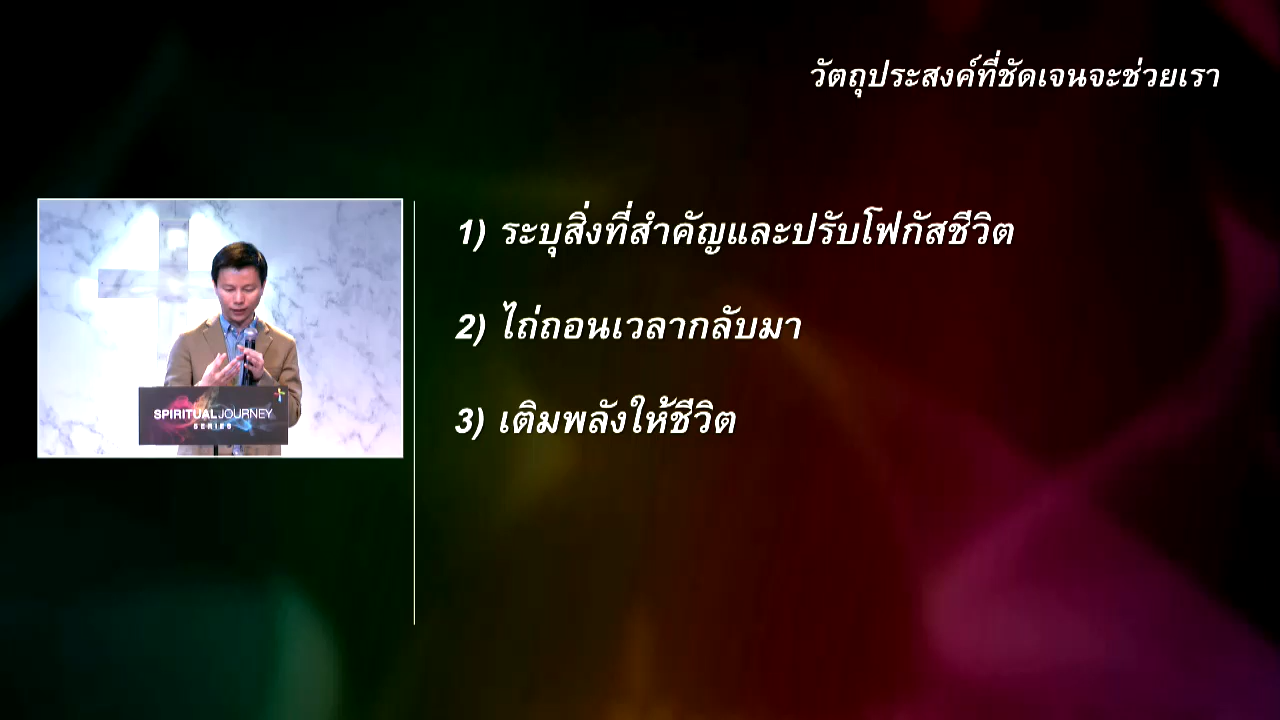 วัตถุประสงค์ที่ชัดเจนจะช่วยเรา
1) ระบุสิ่งที่สำคัญและปรับโฟกัสชีวิต
2) ไถ่ถอนเวลากลับมา
3) เติมพลังให้ชีวิต
SPIRITUALJOURNEY
SERIES